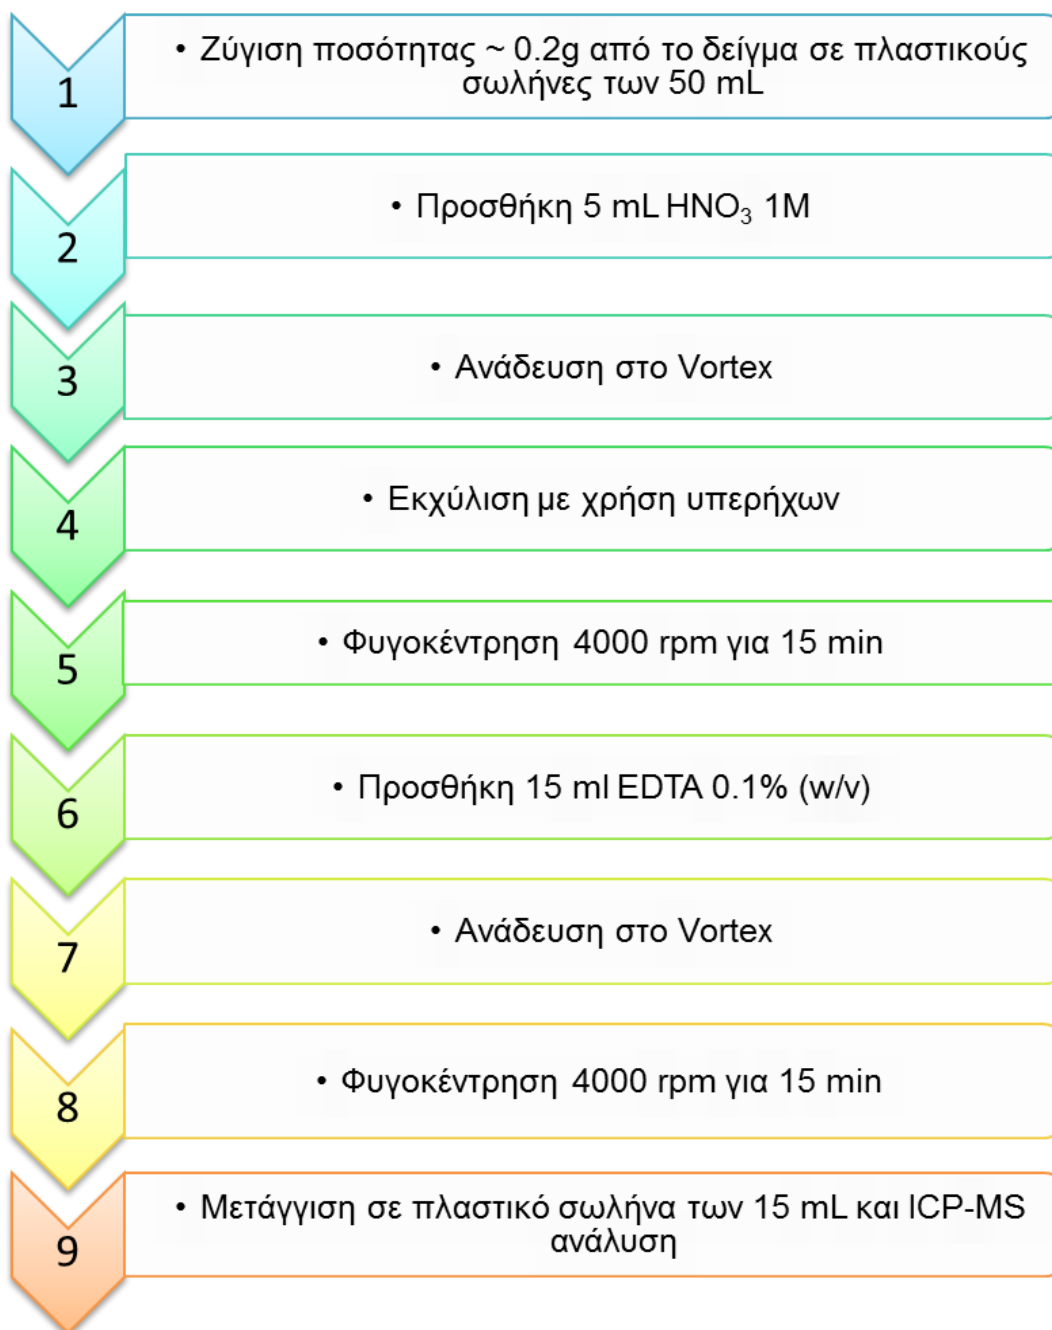 1
• Ζύγιση ποσότητας ~ 0.2g από το δείγμα σε πλαστικούς
σωλήνες των 50 mL
2
• Προσθήκη 5 mL HNO₃ 1M
3
• Ανάδευση στο Vortex
4
• Εκχύλιση με χρήση υπερήχων
5
• Φυγοκέντρηση 4000 rpm για 15 min
6
• Προσθήκη 15 ml EDTA 0.1% (w/v)
7
• Ανάδευση στο Vortex
8
• Φυγοκέντρηση 4000 rpm για 15 min
9
• Μετάγγιση σε πλαστικό σωλήνα των 15 mL και ICP-MS
ανάλυση